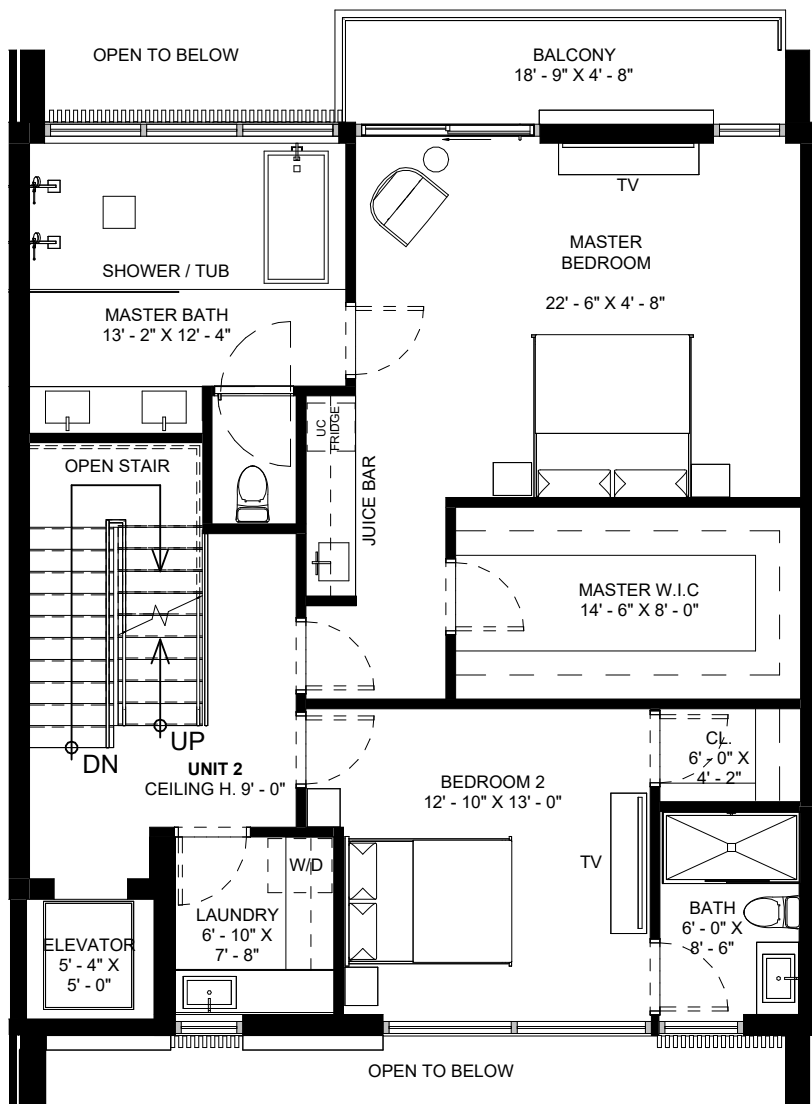 OPEN TO BELOW
BALCONY
18' - 9" X 4' - 8"
TV
MASTER
BEDROOM
22' - 6" X 4' - 8"
SHOWER / TUB
MASTER BATH
13' - 2" X 12' - 4"
UC
FRIDGE
JUICE BAR
OPEN STAIR
MASTER W.I.C
14' - 6" X 8' - 0"
DN
UP
UNIT 2
CEILING H. 9' - 0"
BEDROOM 2
12' - 10" X 13' - 0"
CL.
6' - 0" X
4' - 2"
W/D
TV
LAUNDRY
6' - 10" X
7' - 8"
BATH
6' - 0" X
8' - 6"
ELEVATOR
5' - 4" X
5' - 0"
OPEN TO BELOW